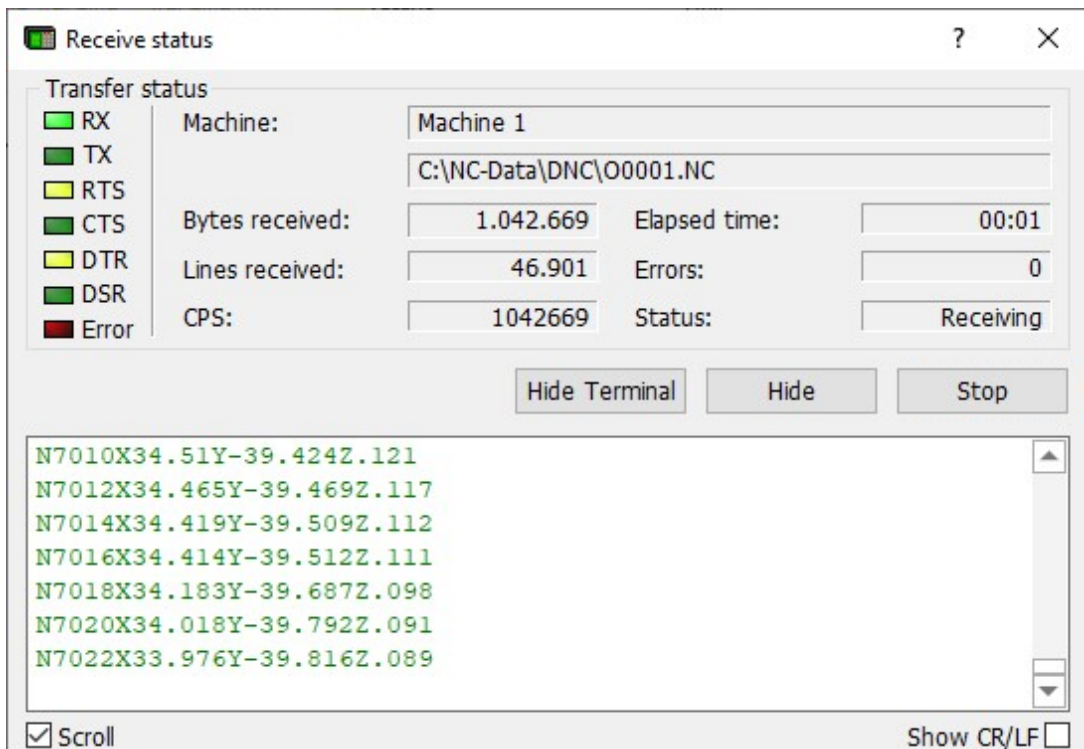 Receive status ?
Transfer status
RX Machine: Machine 1
TX
C:\NC-Data\DNC\O0001.NC
RTS
CTS Bytes received: 1.042.669 Elapsed time: 00:01
DTR Lines received: 46.901 Errors: 0
DSR
Error CPS: 1042669 Status: Receiving
Hide Terminal Hide Stop
N7010X34.51Y-39.424Z.121
N7012X34.465Y-39.469Z.117
N7014X34.419Y-39.509Z.112
N7016X34.414Y-39.512Z.111
N7018X34.183Y-39.687Z.098
N7020X34.018Y-39.792Z.091
N7022X33.976Y-39.816Z.089
Scroll Show CR/LF